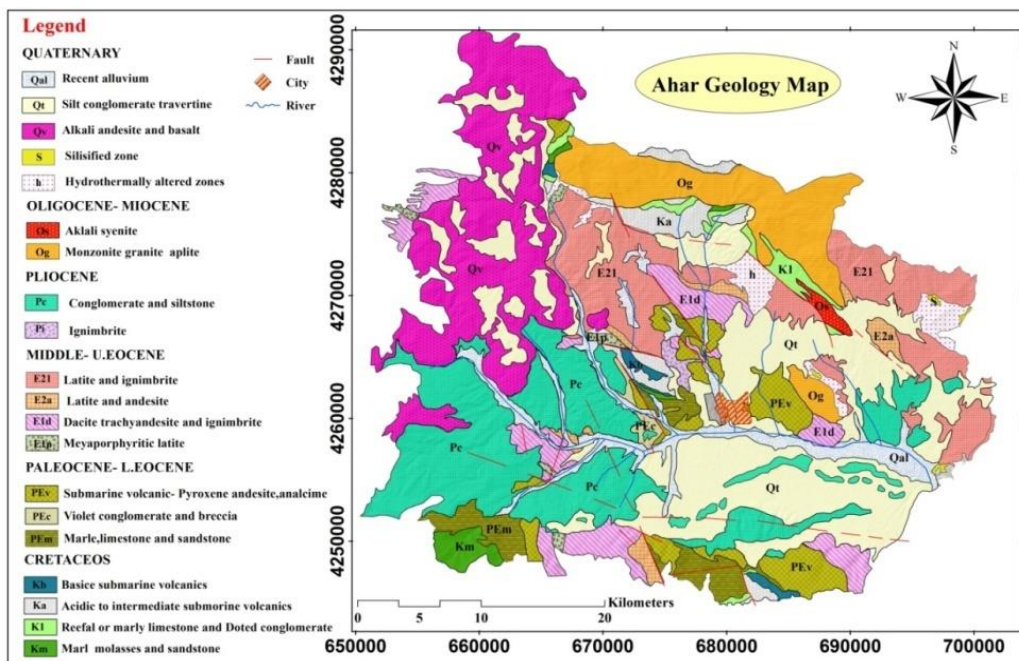 Legend
QUATERNARY
Qal Recent alluvium
Qt Silt conglomerate travertine
Qv Alkali andesite and basalt
S Silisified zone
h Hydrothermally altered zones
OLIGOCENE- MIOCENE
Os Aklali syenite
Og Monzonite granite aplite
PLIOCENE
Pc Conglomerate and siltstone
Pi Ignimbrite
MIDDLE- U.EOCENE
E21 Latite and ignimbrite
E2a Latite and andesite
E1d Dacite trachyandesite and ignimbrite
E1p Meyaporphyritic latite
PALEOCENE- L.EOCENE
PEv Submarine volcanic- Pyroxene andesite,analcime
PEc Violet conglomerate and breccia
PEm Marle,limestone and sandstone
CRETACEOS
Kb Basice submarine volcanics
Ka Acidic to intermediate submorine volcanics
K1 Reefal or marly limestone and Doted conglomerate
Km Marl molasses and sandstone
Fault
City
River
Ahar Geology Map
N
W E
S
4290000
4280000
4270000
4260000
4250000
Qv
Og
Ka
Qv
E21
h
K1
E21
E1d
Os
S
E1p
Qt
E2a
Pc
Kb
PEv
Og
PEc
E1d
Pc
Qal
Pc
Qt
PEm
Km
PEv
Kilometers
0 5 10 20
650000 660000 670000 680000 690000 700000